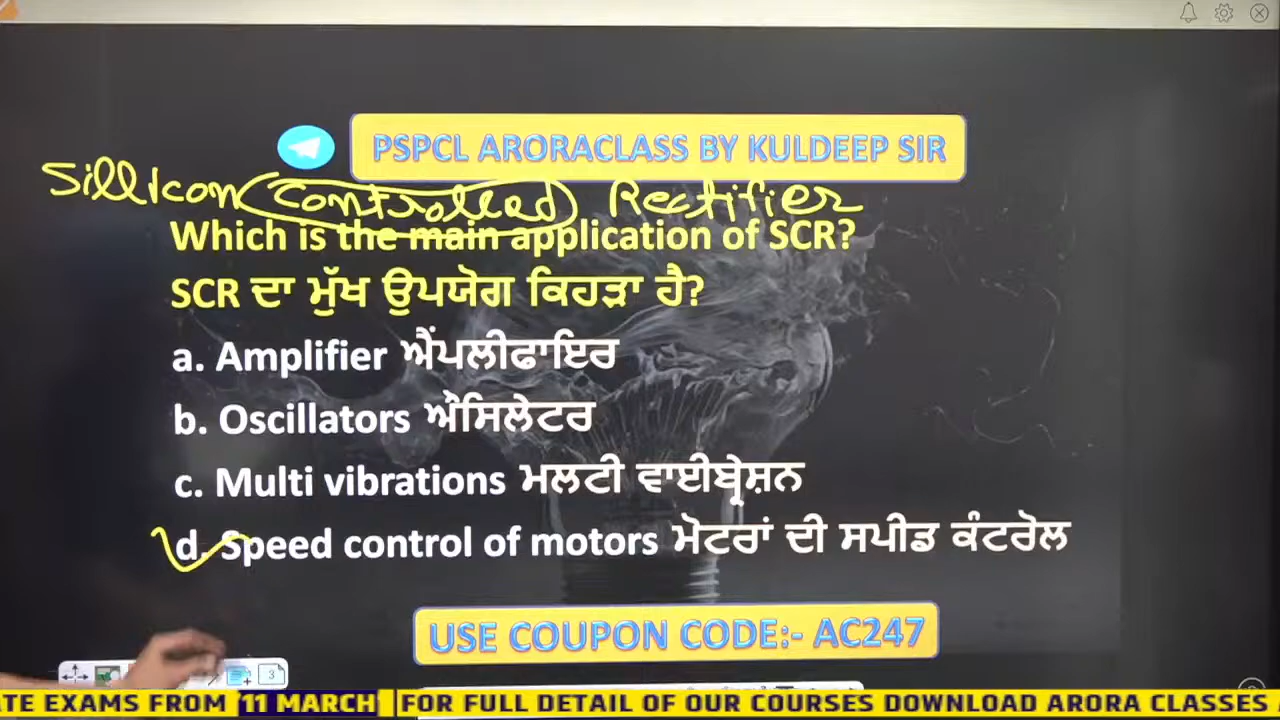 PSPCL ARORACLASS BY KULDEEP SIR
Sillicon Controlled Rectifier
Which is the main application of SCR?
SCR ਦਾ ਮੁੱਖ ਉਪਯੋਗ ਕਿਹੜਾ ਹੈ?
a. Amplifier ਐਂਪਲੀਫਾਇਰ
b. Oscillators ਔਸਿਲੇਟਰ
c. Multi vibrations ਮਲਟੀ ਵਾਈਬ੍ਰੇਸ਼ਨ
d. Speed control of motors ਮੋਟਰਾਂ ਦੀ ਸਪੀਡ ਕੰਟਰੋਲ
USE COUPON CODE:- AC247
3
TE EXAMS FROM 11 MARCH FOR FULL DETAIL OF OUR COURSES DOWNLOAD ARORA CLASSES